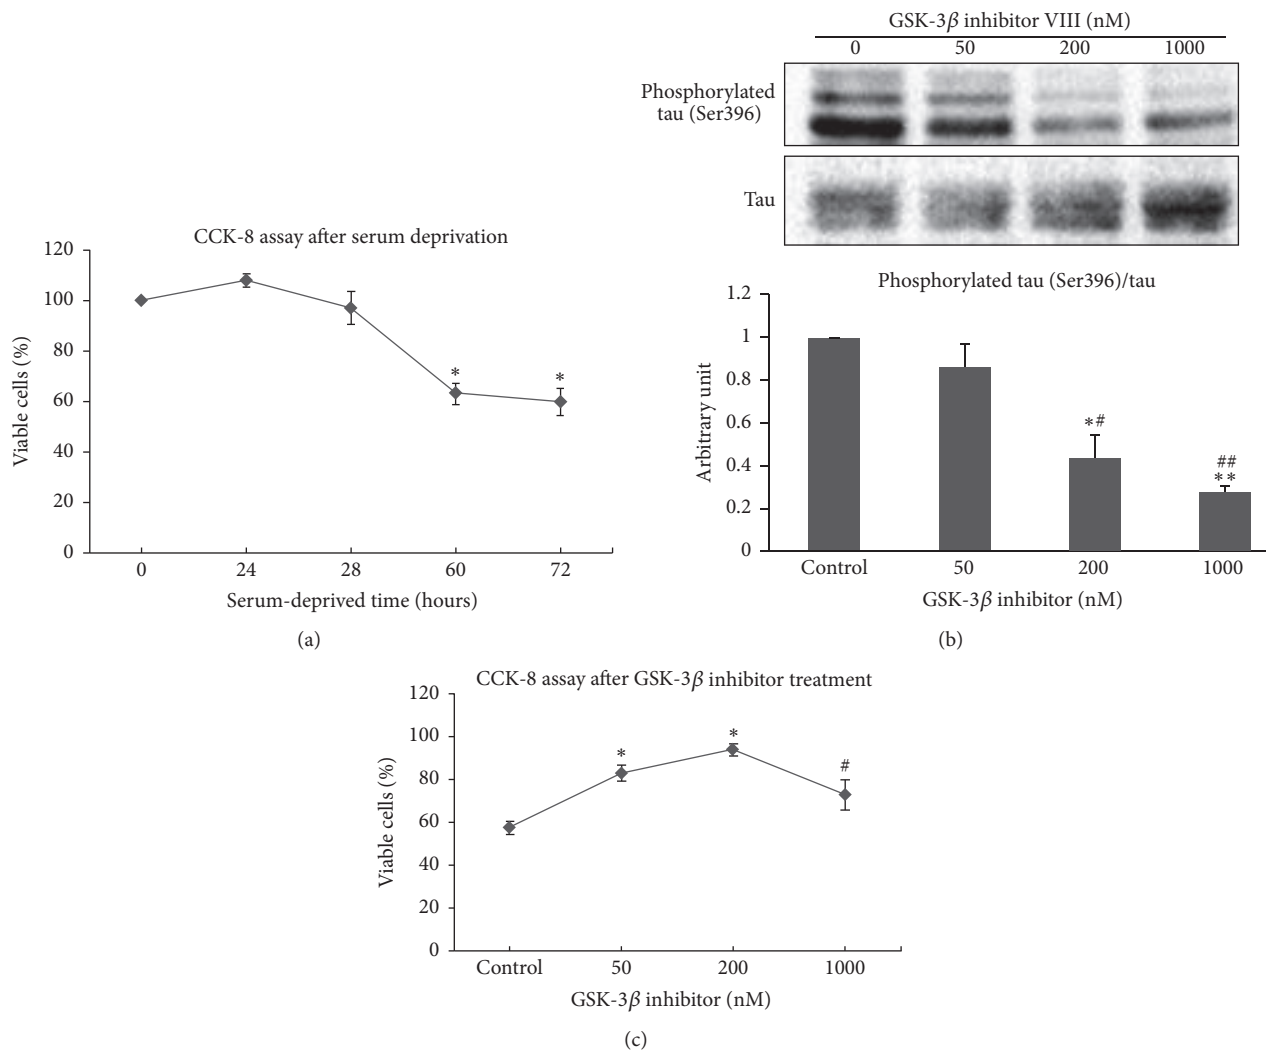 CCK-8 assay after serum deprivation
120
100
80
60
40
20
0
Viable cells (%)
*
*
0 24 28 60 72
Serum-deprived time (hours)
(a)
GSK-3β inhibitor VIII (nM)
0 50 200 1000
Phosphorylated
tau (Ser396)
Tau
Phosphorylated tau (Ser396)/tau
1.2
1
0.8
0.6
0.4
0.2
0
Arbitrary unit
*#
##
**
Control 50 200 1000
GSK-3β inhibitor (nM)
(b)
CCK-8 assay after GSK-3β inhibitor treatment
120
100
80
60
40
20
0
Viable cells (%)
*
*
#
Control 50 200 1000
GSK-3β inhibitor (nM)
(c)